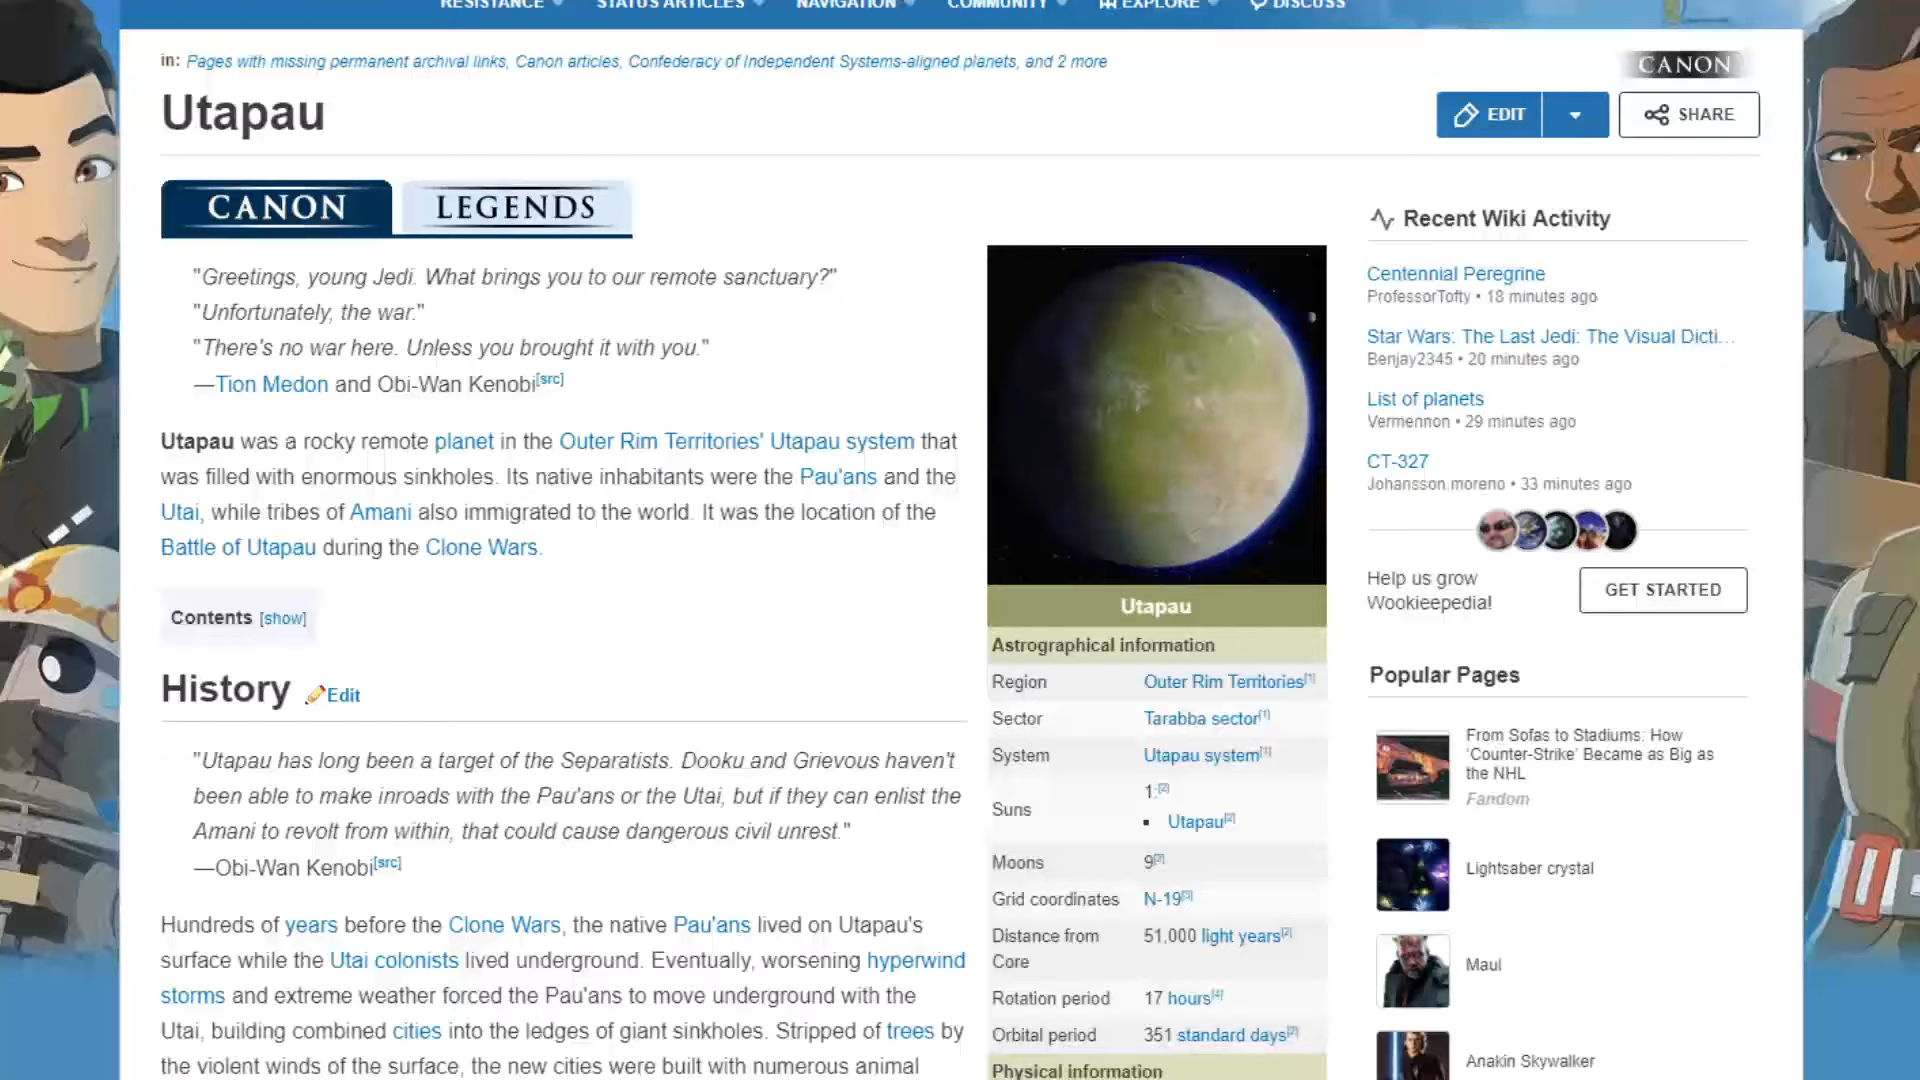 RESISTANCE STATUS ARTICLES NAVIGATION COMMUNITY EXPLORE DISCUSS
in: Pages with missing permanent archival links, Canon articles, Confederacy of Independent Systems-aligned planets, and 2 more
CANON
Utapau
EDIT
SHARE
CANON LEGENDS
"Greetings, young Jedi. What brings you to our remote sanctuary?"
"Unfortunately, the war."
"There's no war here. Unless you brought it with you."
—Tion Medon and Obi-Wan Kenobi[src]
Utapau was a rocky remote planet in the Outer Rim Territories' Utapau system that
was filled with enormous sinkholes. Its native inhabitants were the Pau'ans and the
Utai, while tribes of Amani also immigrated to the world. It was the location of the
Battle of Utapau during the Clone Wars.
Contents [show]
History Edit
"Utapau has long been a target of the Separatists. Dooku and Grievous haven't
been able to make inroads with the Pau'ans or the Utai, but if they can enlist the
Amani to revolt from within, that could cause dangerous civil unrest."
—Obi-Wan Kenobi[src]
Hundreds of years before the Clone Wars, the native Pau'ans lived on Utapau's
surface while the Utai colonists lived underground. Eventually, worsening hyperwind
storms and extreme weather forced the Pau'ans to move underground with the
Utai, building combined cities into the ledges of giant sinkholes. Stripped of trees by
the violent winds of the surface, the new cities were built with numerous animal
Utapau
Astrographical information
Region Outer Rim Territories[1]
Sector Tarabba sector[1]
System Utapau system[1]
Suns 1:[2]
Utapau[2]
Moons 9[2]
Grid coordinates N-19[3]
Distance from Core 51,000 light years[2]
Rotation period 17 hours[4]
Orbital period 351 standard days[2]
Physical information
Recent Wiki Activity
Centennial Peregrine
ProfessorTofty • 18 minutes ago
Star Wars: The Last Jedi: The Visual Dicti...
Benjay2345 • 20 minutes ago
List of planets
Vermennon • 29 minutes ago
CT-327
Johansson.moreno • 33 minutes ago
Help us grow
Wookieepedia!
GET STARTED
Popular Pages
From Sofas to Stadiums: How
'Counter-Strike' Became as Big as
the NHL
Fandom
Lightsaber crystal
Maul
Anakin Skywalker